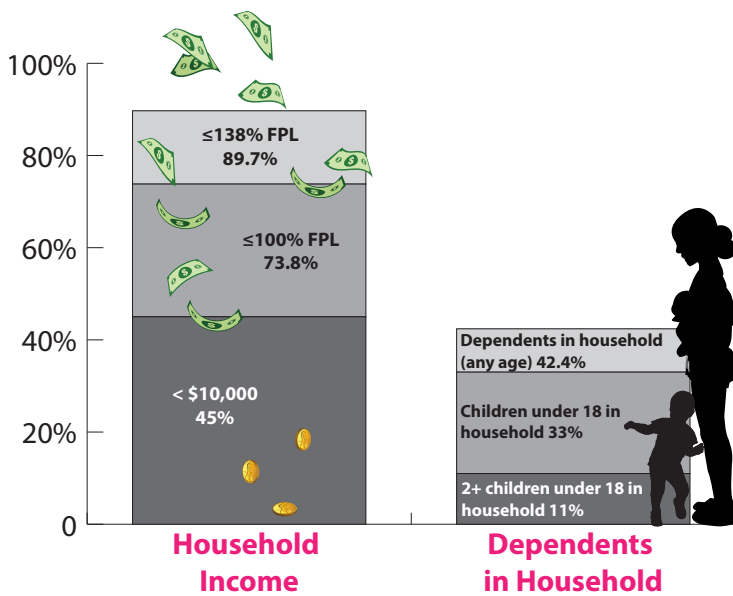 100%
80%
60%
40%
20%
0
≤138% FPL
89.7%
≤100% FPL
73.8%
< $10,000
45%
Dependents in household
(any age) 42.4%
Children under 18 in
household 33%
2+ children under 18 in
household 11%
Household
Income
Dependents
in Household